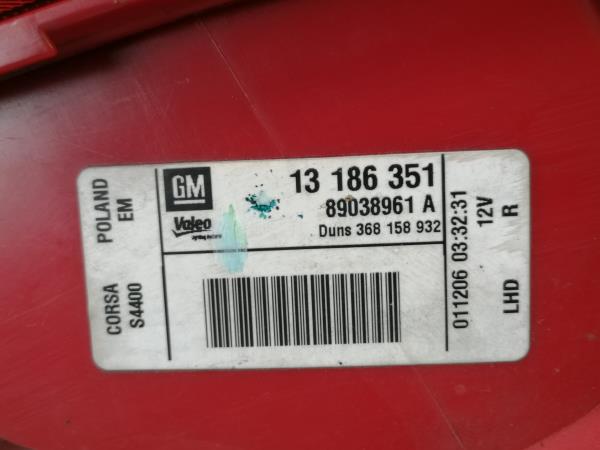 POLAND
EM
CORSA
S4400
GM
Valeo
13 186 351
89038961 A
Duns 368 158 932
011206 03:32:31
12V
R
LHD